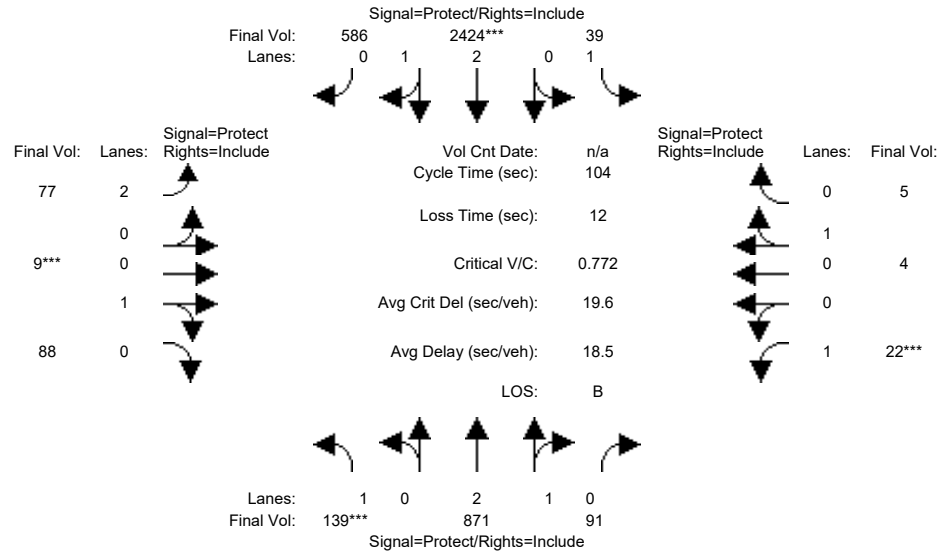 Signal=Protect/Rights=Include
Final Vol: 586 2424*** 39
Lanes: 0 1 2 0 1
Signal=Protect Signal=Protect
Final Vol: Lanes: Rights=Include Vol Cnt Date: n/a Rights=Include Lanes: Final Vol:
Cycle Time (sec): 104
77 2 0 5
Loss Time (sec): 12
0 1
9*** 0 Critical V/C: 0.772 0 4
1 Avg Crit Del (sec/veh): 19.6 0
88 0 Avg Delay (sec/veh): 18.5 1 22***
LOS: B
Lanes: 1 0 2 1 0
Final Vol: 139*** 871 91
Signal=Protect/Rights=Include